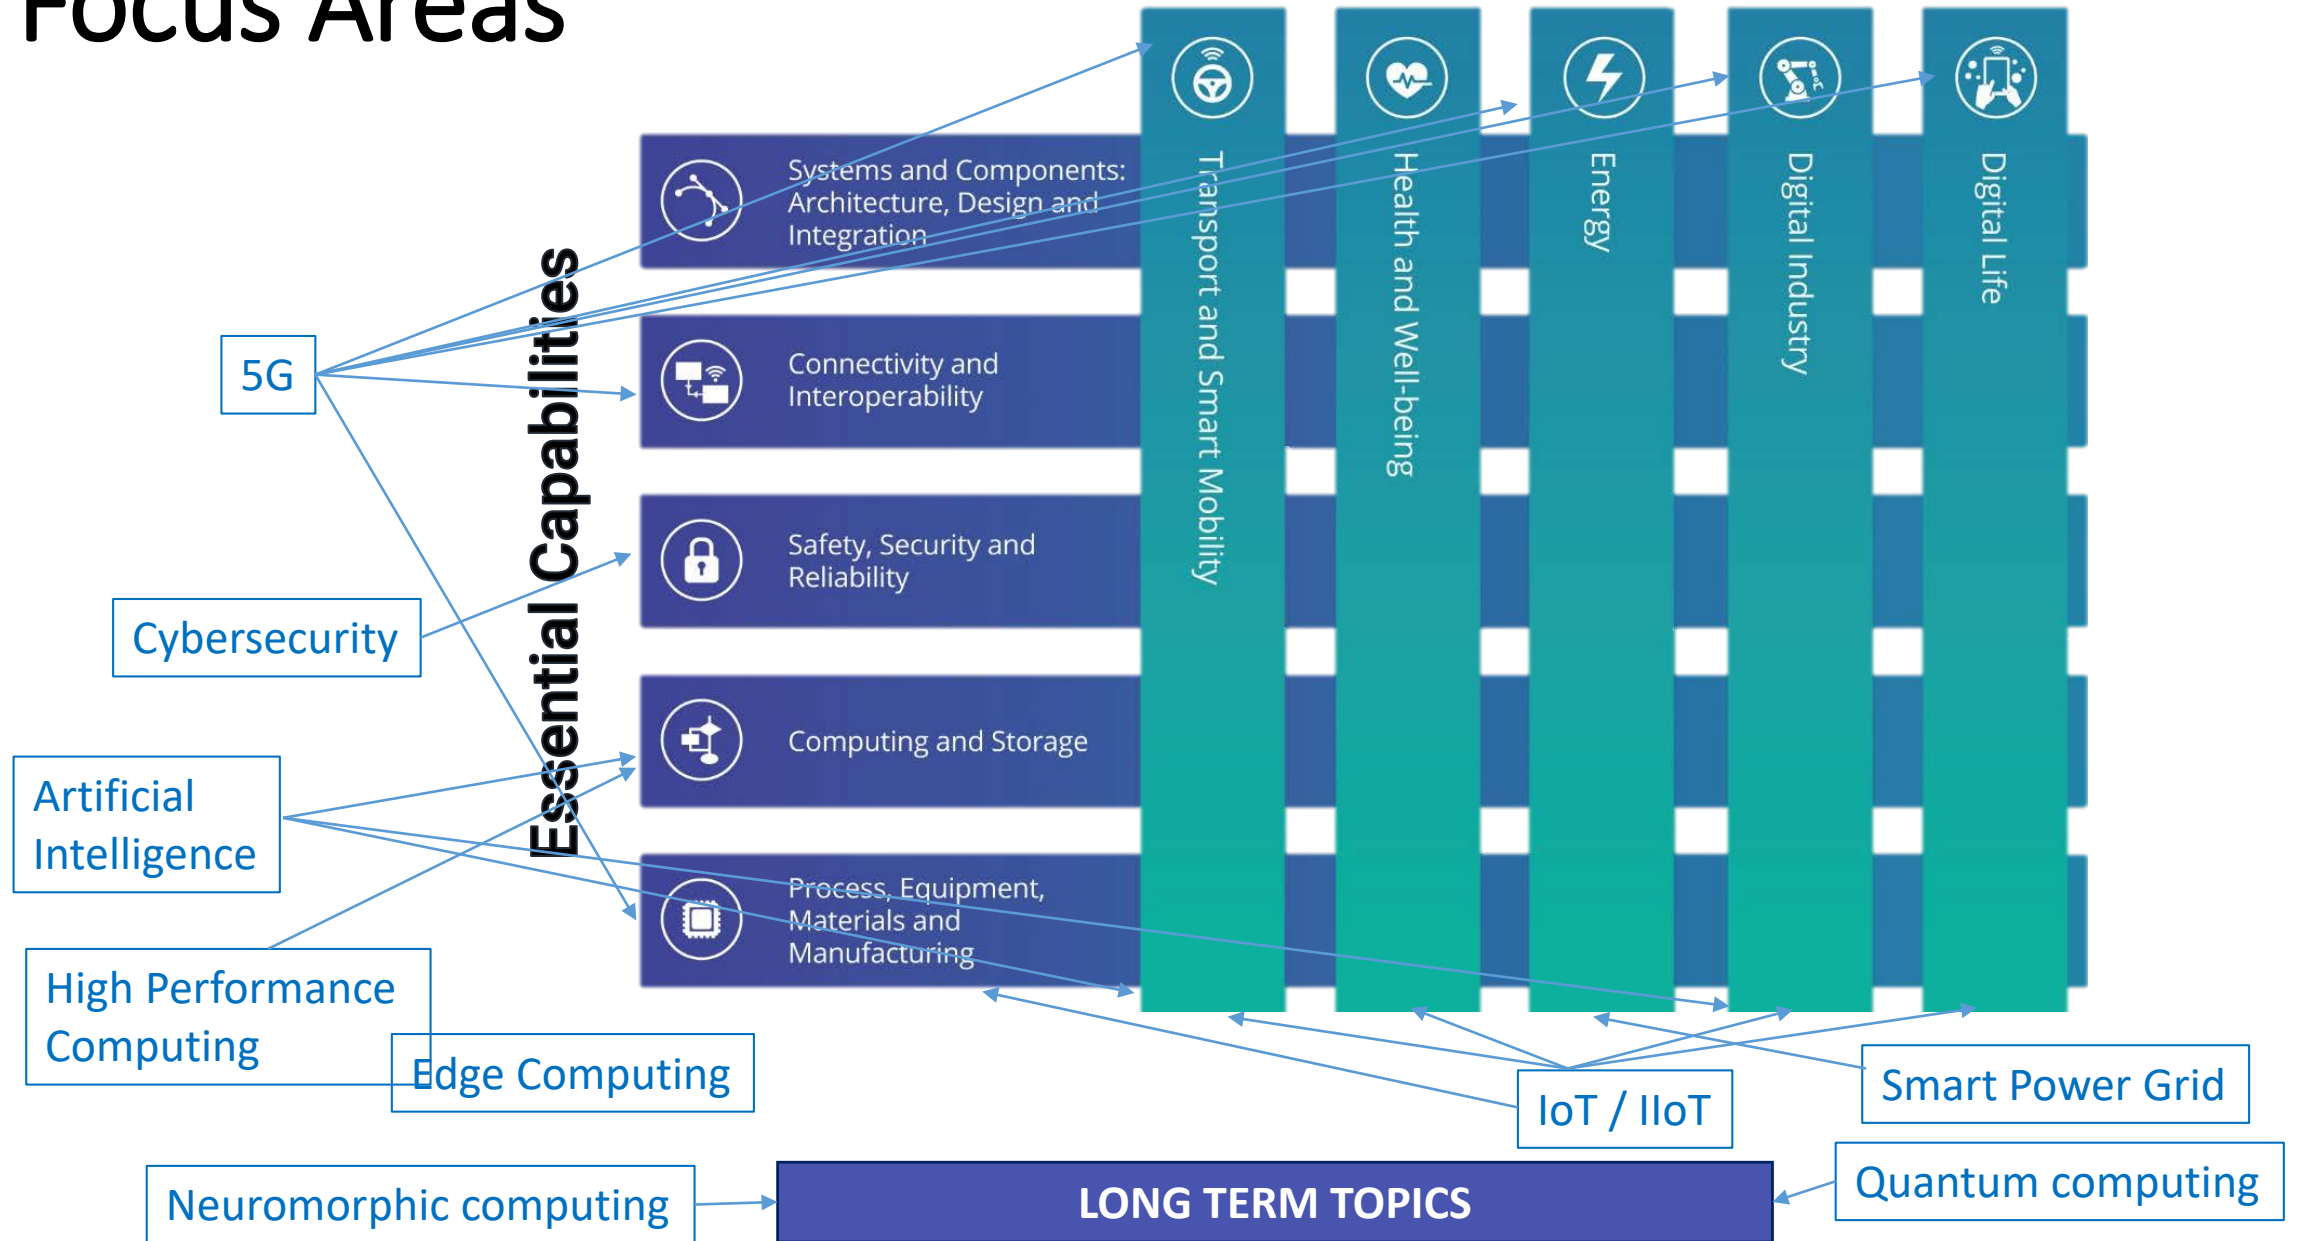 Focus Areas
Essential Capabilities
Systems and Components:
Architecture, Design and
Integration
Connectivity and
Interoperability
Safety, Security and
Reliability
Computing and Storage
Process, Equipment,
Materials and
Manufacturing
Transport and Smart Mobility
Health and Well-being
Energy
Digital Industry
Digital Life
5G
Cybersecurity
Artificial
Intelligence
High Performance
Computing
Edge Computing
IoT / IIoT
Smart Power Grid
Neuromorphic computing
LONG TERM TOPICS
Quantum computing